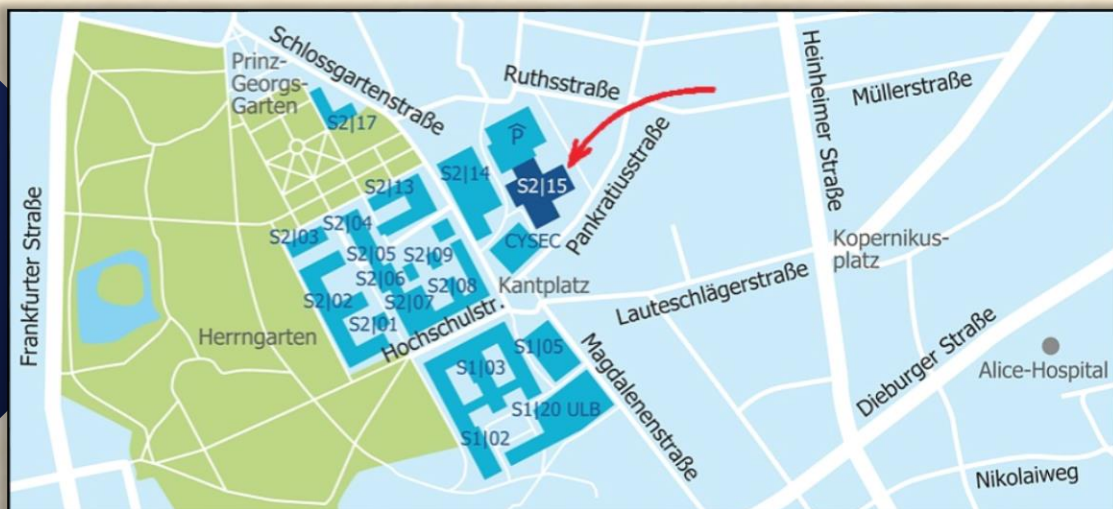 Prinz-
Georgs-
Garten
Schlossgartenstraße
S2|17
Ruthsstraße
Heinheimer Straße
Müllerstraße
P
S2|13
S2|14
S2|15
Pankratiusstraße
Frankfurter Straße
S2|03
S2|04
S2|05
S2|09
CYSEC
Kopernikus-
platz
S2|06
S2|08
Kantplatz
S2|02
S2|07
S2|01
Hochschulstr.
Lauteschlägerstraße
Herrngarten
S1|03
S1|05
Magdalenenstraße
Dieburger Straße
Alice-Hospital
S1|20 ULB
S1|02
Nikolaiweg